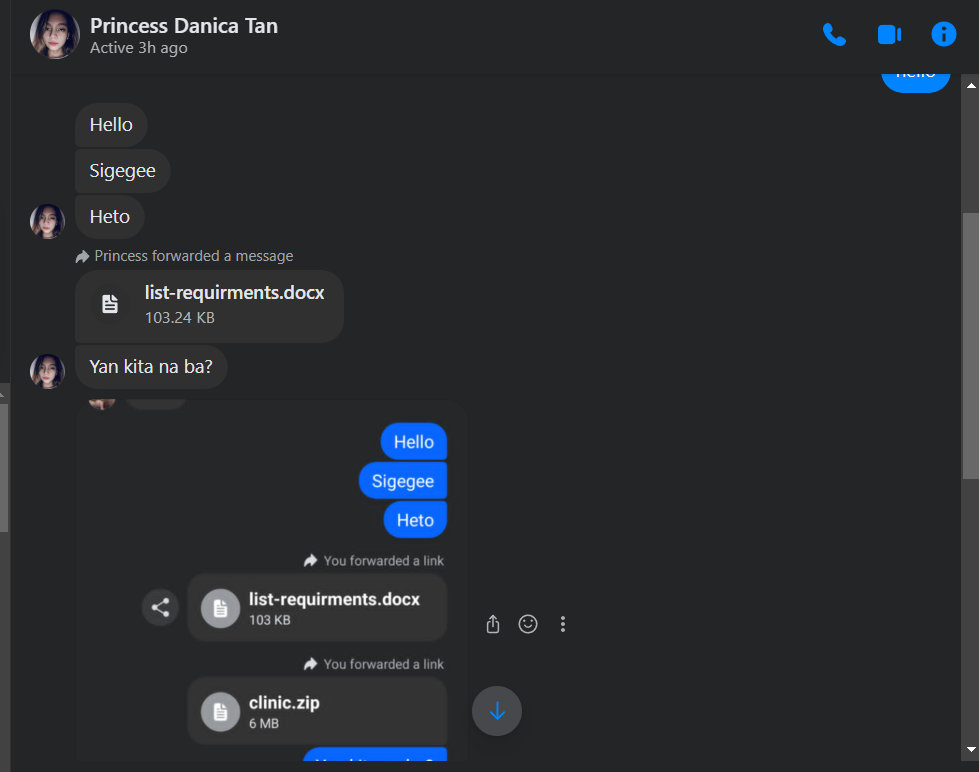 Princess Danica Tan
Active 3h ago
Hello
Sigegee
Heto
Princess forwarded a message
list-requirments.docx
103.24 KB
Yan kita na ba?
Hello
Sigegee
Heto
You forwarded a link
list-requirments.docx
103 KB
You forwarded a link
clinic.zip
6 MB